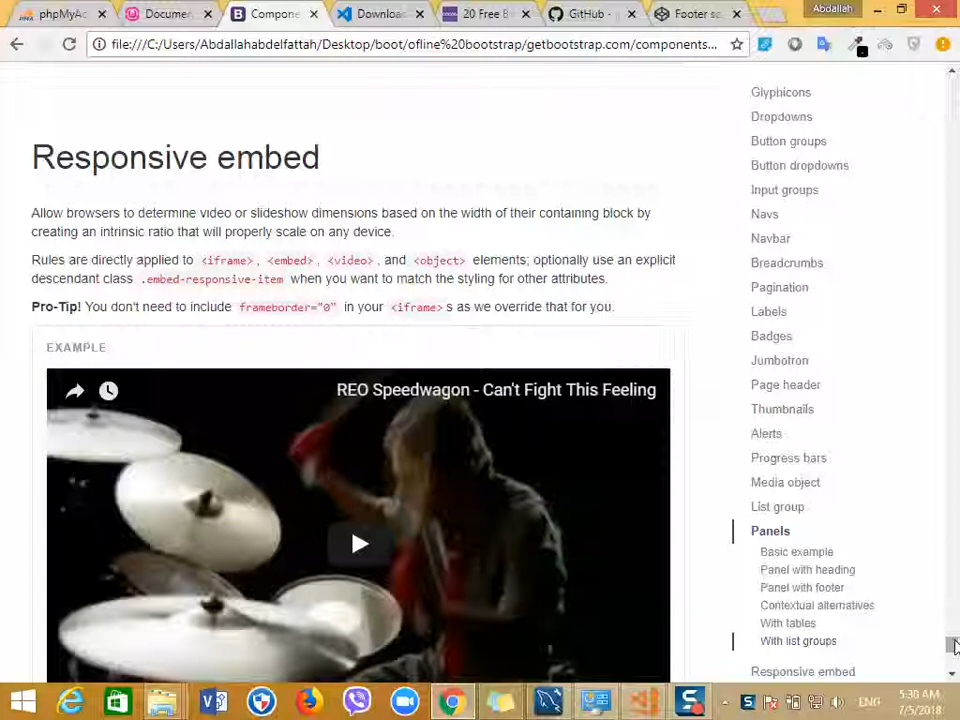 phpMyAc
Documer
Compone
Downloac
20 Free B
GitHub -
Footer sa
Abdallah
file:///C:/Users/Abdallahabdelfattah/Desktop/boot/ofline%20bootstrap/getbootstrap.com/components...
Responsive embed
Allow browsers to determine video or slideshow dimensions based on the width of their containing block by
creating an intrinsic ratio that will properly scale on any device.
Rules are directly applied to <iframe>, <embed>, <video>, and <object> elements; optionally use an explicit
descendant class .embed-responsive-item when you want to match the styling for other attributes.
Pro-Tip! You don't need to include frameborder="0" in your <iframe>s as we override that for you.
EXAMPLE
REO Speedwagon - Can't Fight This Feeling
Glyphicons
Dropdowns
Button groups
Button dropdowns
Input groups
Navs
Navbar
Breadcrumbs
Pagination
Labels
Badges
Jumbotron
Page header
Thumbnails
Alerts
Progress bars
Media object
List group
Panels
Basic example
Panel with heading
Panel with footer
Contextual alternatives
With tables
With list groups
Responsive embed
ENG
5:30 AM
7/5/2018